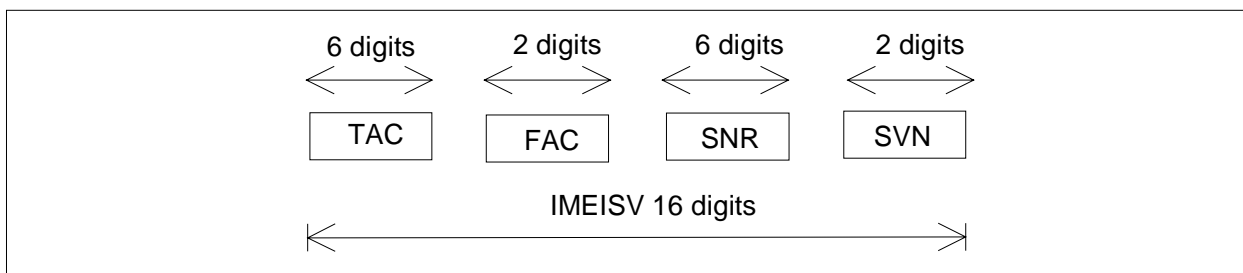 6 digits 2 digits 6 digits 2 digits
TAC FAC SNR SVN
IMEISV 16 digits